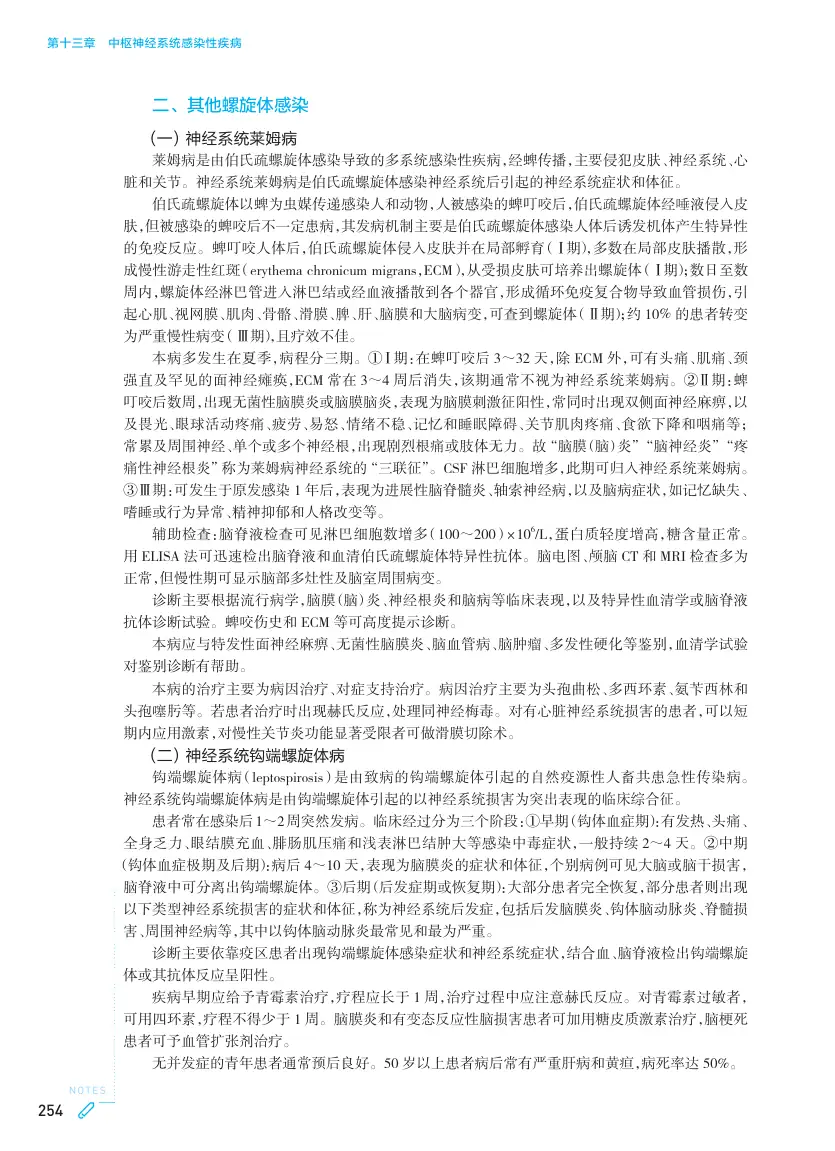 第十三章 中枢神经系统感染性疾病
二、其他螺旋体感染
（一）神经系统莱姆病
莱姆病是由伯氏疏螺旋体感染导致的多系统感染性疾病,经蜱传播,主要侵犯皮肤、神经系统、心
脏和关节。神经系统莱姆病是伯氏疏螺旋体感染神经系统后引起的神经系统症状和体征。
伯氏疏螺旋体以蜱为虫媒传递感染人和动物,人被感染的蜱叮咬后,伯氏疏螺旋体经唾液侵入皮
肤,但被感染的蜱咬后不一定患病,其发病机制主要是伯氏疏螺旋体感染人体后诱发机体产生特异性
的免疫反应。蜱叮咬人体后,伯氏疏螺旋体侵入皮肤并在局部孵育（Ⅰ期）,多数在局部皮肤播散,形
成慢性游走性红斑（erythema chronicum migrans,ECM）,从受损皮肤可培养出螺旋体（Ⅰ期）;数日至数
周内,螺旋体经淋巴管进入淋巴结或经血液播散到各个器官,形成循环免疫复合物导致血管损伤,引
起心肌、视网膜、肌肉、骨骼、滑膜、脾、肝、脑膜和大脑病变,可查到螺旋体（Ⅱ期）;约 10% 的患者转变
为严重慢性病变（Ⅲ期）,且疗效不佳。
本病多发生在夏季,病程分三期。①Ⅰ期:在蜱叮咬后 3～32 天,除 ECM 外,可有头痛、肌痛、颈
强直及罕见的面神经瘫痪,ECM 常在 3～4 周后消失,该期通常不视为神经系统莱姆病。②Ⅱ期:蜱
叮咬后数周,出现无菌性脑膜炎或脑膜脑炎,表现为脑膜刺激征阳性,常同时出现双侧面神经麻痹,以
及畏光、眼球活动疼痛、疲劳、易怒、情绪不稳、记忆和睡眠障碍、关节肌肉疼痛、食欲下降和咽痛等;
常累及周围神经、单个或多个神经根,出现剧烈根痛或肢体无力。故“脑膜（脑）炎”“脑神经炎”“疼
痛性神经根炎”称为莱姆病神经系统的“三联征”。CSF 淋巴细胞增多,此期可归入神经系统莱姆病。
③Ⅲ期:可发生于原发感染 1 年后,表现为进展性脑脊髓炎、轴索神经病,以及脑病症状,如记忆缺失、
嗜睡或行为异常、精神抑郁和人格改变等。
辅助检查:脑脊液检查可见淋巴细胞数增多（100～200）×10⁶/L,蛋白质轻度增高,糖含量正常。
用 ELISA 法可迅速检出脑脊液和血清伯氏疏螺旋体特异性抗体。脑电图、颅脑 CT 和 MRI 检查多为
正常,但慢性期可显示脑部多灶性及脑室周围病变。
诊断主要根据流行病学,脑膜（脑）炎、神经根炎和脑病等临床表现,以及特异性血清学或脑脊液
抗体诊断试验。蜱咬伤史和 ECM 等可高度提示诊断。
本病应与特发性面神经麻痹、无菌性脑膜炎、脑血管病、脑肿瘤、多发性硬化等鉴别,血清学试验
对鉴别诊断有帮助。
本病的治疗主要为病因治疗、对症支持治疗。病因治疗主要为头孢曲松、多西环素、氨苄西林和
头孢噻肟等。若患者治疗时出现赫氏反应,处理同神经梅毒。对有心脏神经系统损害的患者,可以短
期内应用激素,对慢性关节炎功能显著受限者可做滑膜切除术。
（二）神经系统钩端螺旋体病
钩端螺旋体病（leptospirosis）是由致病的钩端螺旋体引起的自然疫源性人畜共患急性传染病。
神经系统钩端螺旋体病是由钩端螺旋体引起的以神经系统损害为突出表现的临床综合征。
患者常在感染后 1～2 周突然发病。临床经过分为三个阶段:①早期（钩体血症期）:有发热、头痛、
全身乏力、眼结膜充血、腓肠肌压痛和浅表淋巴结肿大等感染中毒症状,一般持续 2～4 天。②中期
（钩体血症极期及后期）:病后 4～10 天,表现为脑膜炎的症状和体征,个别病例可见大脑或脑干损害,
脑脊液中可分离出钩端螺旋体。③后期（后发症期或恢复期）:大部分患者完全恢复,部分患者则出现
以下类型神经系统损害的症状和体征,称为神经系统后发症,包括后发脑膜炎、钩体脑动脉炎、脊髓损
害、周围神经病等,其中以钩体脑动脉炎最常见和最为严重。
诊断主要依靠疫区患者出现钩端螺旋体感染症状和神经系统症状,结合血、脑脊液检出钩端螺旋
体或其抗体反应呈阳性。
疾病早期应给予青霉素治疗,疗程应长于 1 周,治疗过程中应注意赫氏反应。对青霉素过敏者,
可用四环素,疗程不得少于 1 周。脑膜炎和有变态反应性脑损害患者可加用糖皮质激素治疗,脑梗死
患者可予血管扩张剂治疗。
无并发症的青年患者通常预后良好。50 岁以上患者病后常有严重肝病和黄疸,病死率达 50%。
NOTES
254